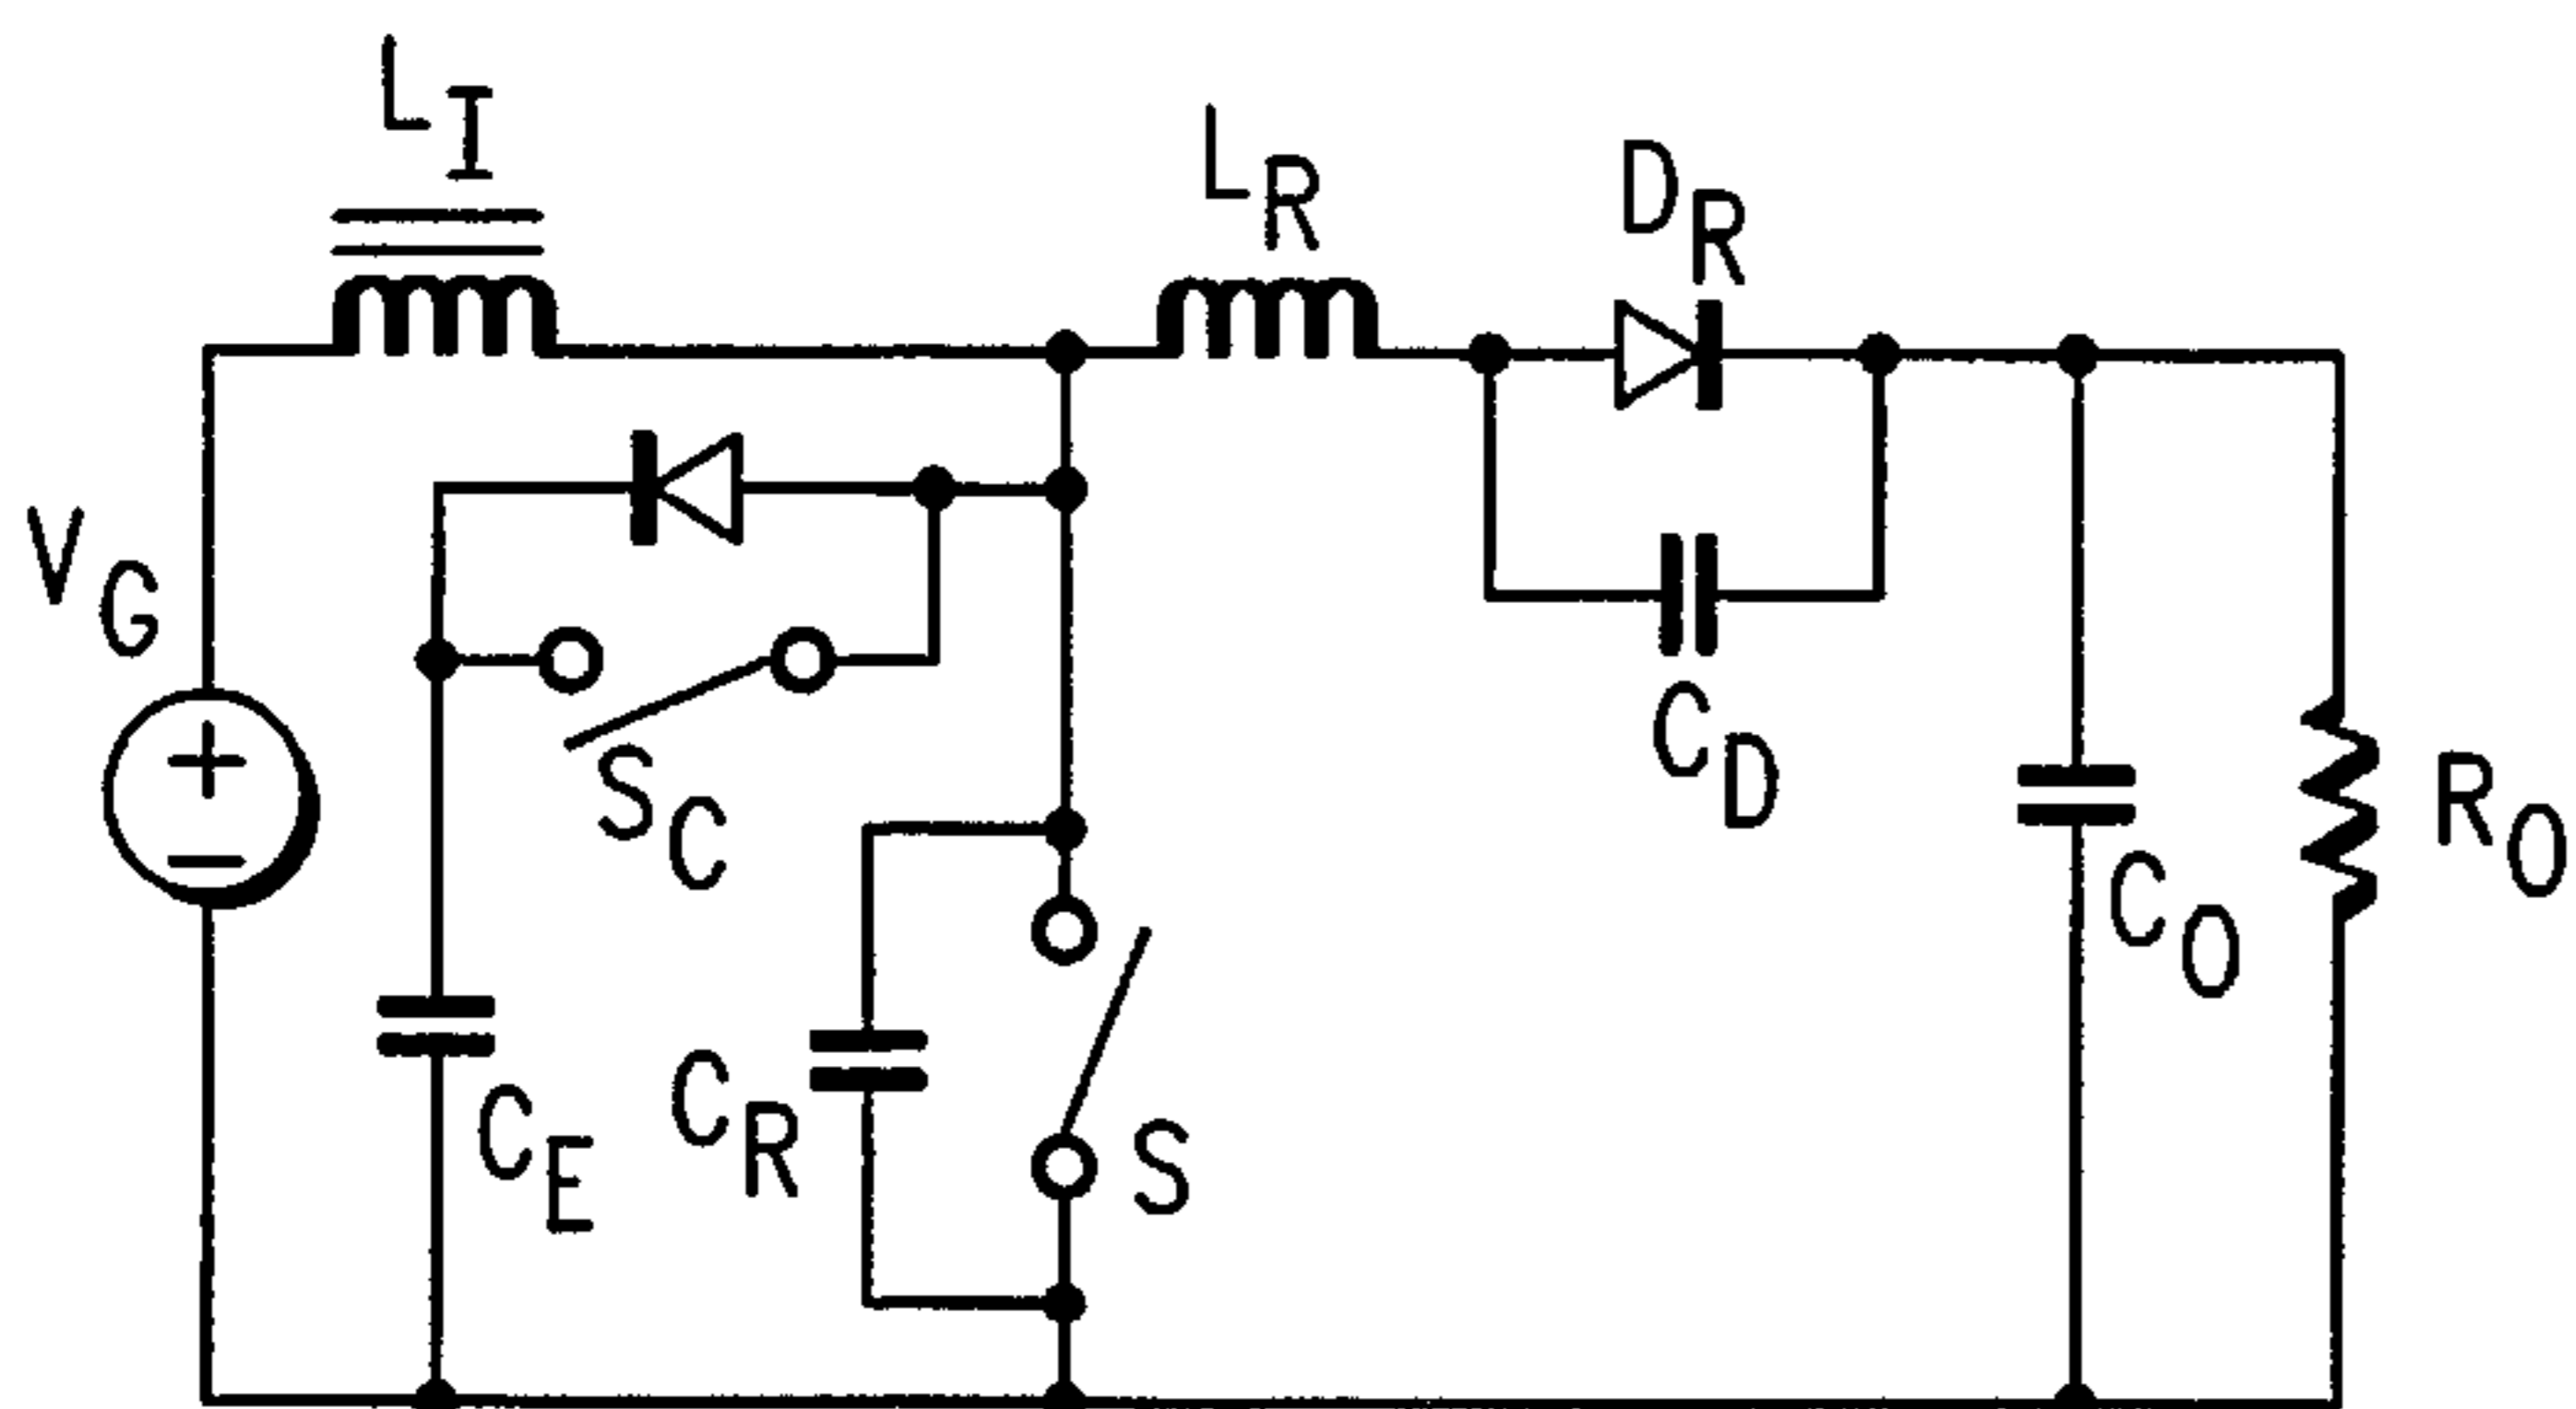 L_I
L_R
D_R
V_G
+
−
S_C
C_D
R_O
C_O
C_E
C_R
S